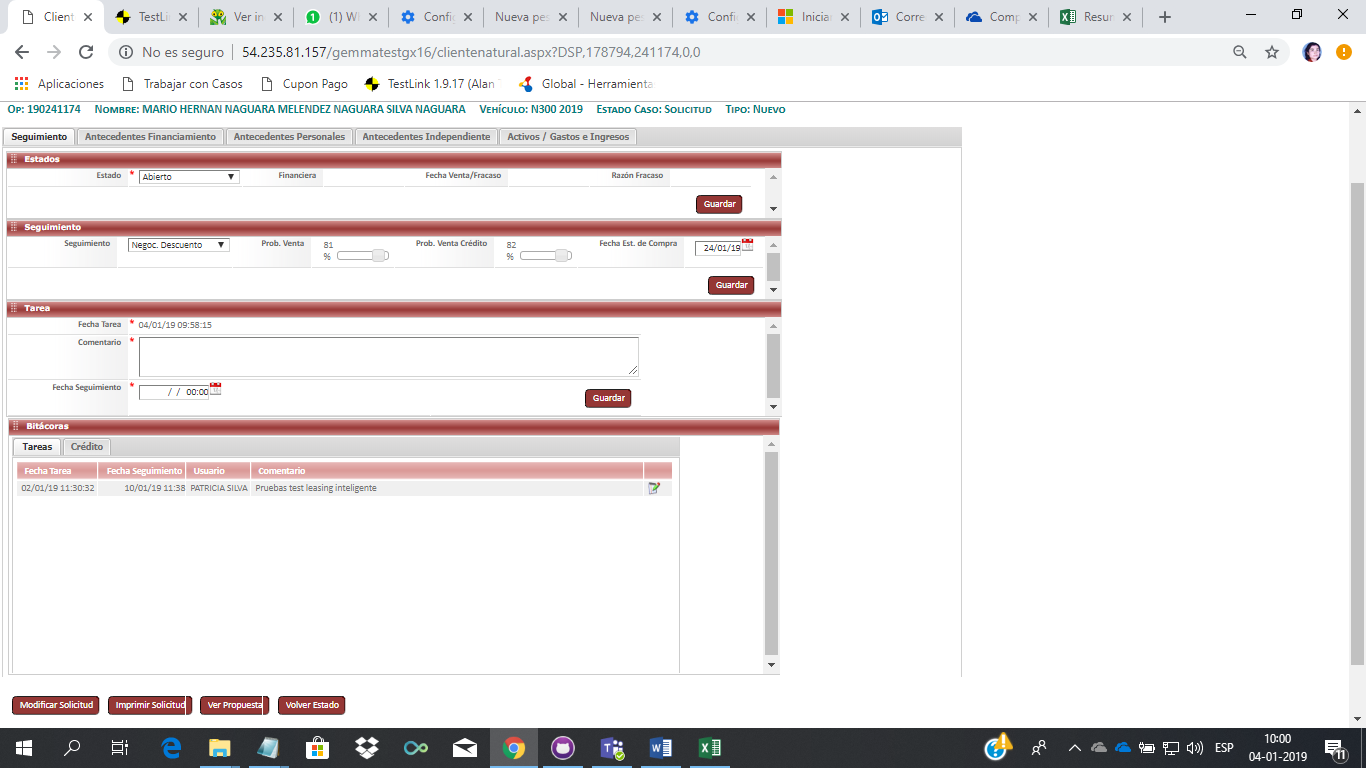 Client
TestLin
Ver in
(1) W
Config
Nueva pes
Nueva pes
Config
Inicia
Corre
Comp
Resun
No es seguro | 54.235.81.157/gemmatestgx16/clientenatural.aspx?DSP,178794,241174,0,0
Aplicaciones Trabajar con Casos Cupon Pago TestLink 1.9.17 (Alan Global - Herramienta
Op: 190241174 Nombre: MARIO HERNAN NAGUARA MELENDEZ NAGUARA SILVA NAGUARA Vehículo: N300 2019 Estado Caso: Solicitud Tipo: Nuevo
Seguimiento Antecedentes Financiamiento Antecedentes Personales Antecedentes Independiente Activos / Gastos e Ingresos
Estados
Estado * Abierto Financiera Fecha Venta/Fracaso Razón Fracaso
Guardar
Seguimiento
Seguimiento Negoc. Descuento Prob. Venta 81 % Prob. Venta Crédito 82 % Fecha Est. de Compra 24/01/19
Guardar
Tarea
Fecha Tarea * 04/01/19 09:58:15
Comentario *
Fecha Seguimiento * / / 00:00
Guardar
Bitácoras
Tareas Crédito
Fecha Tarea Fecha Seguimiento Usuario Comentario
02/01/19 11:30:32 10/01/19 11:38 PATRICIA SILVA Pruebas test leasing inteligente
Modificar Solicitud Imprimir Solicitud Ver Propuesta Volver Estado
ESP
10:00
04-01-2019
11